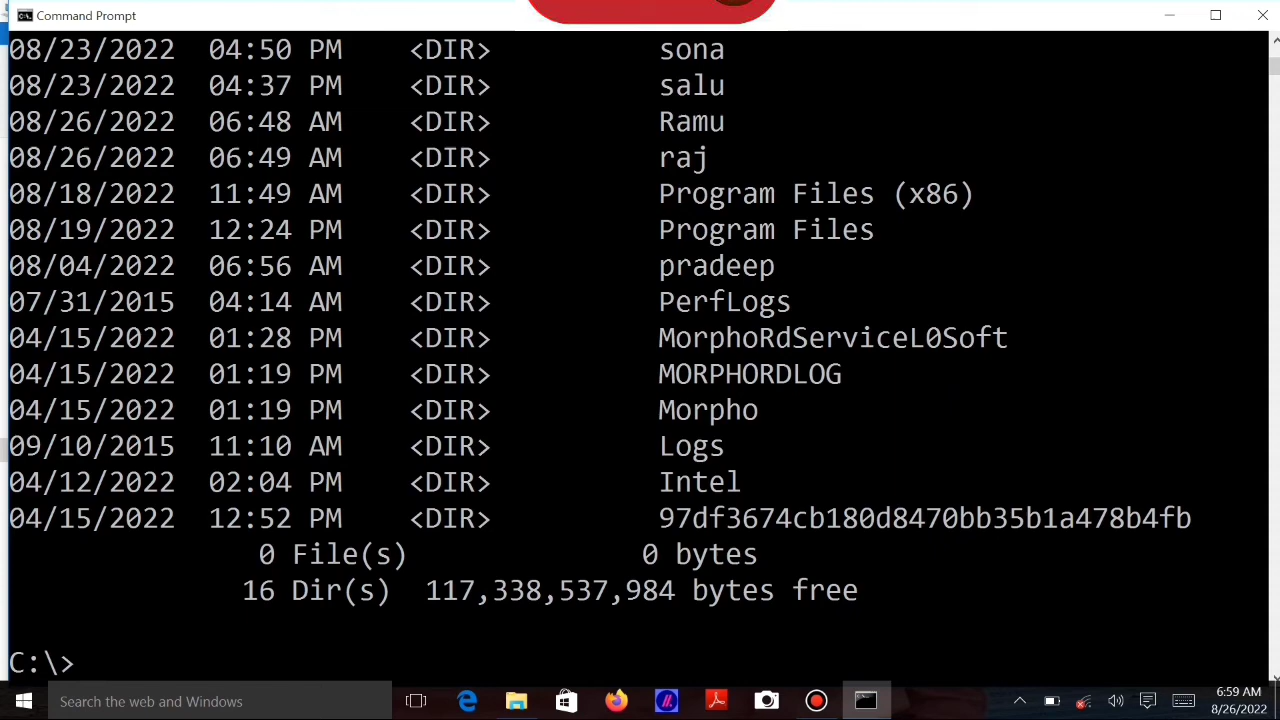 Command Prompt
08/23/2022 04:50 PM <DIR> sona
08/23/2022 04:37 PM <DIR> salu
08/26/2022 06:48 AM <DIR> Ramu
08/26/2022 06:49 AM <DIR> raj
08/18/2022 11:49 AM <DIR> Program Files (x86)
08/19/2022 12:24 PM <DIR> Program Files
08/04/2022 06:56 AM <DIR> pradeep
07/31/2015 04:14 AM <DIR> PerfLogs
04/15/2022 01:28 PM <DIR> MorphoRdServiceL0Soft
04/15/2022 01:19 PM <DIR> MORPHORDLOG
04/15/2022 01:19 PM <DIR> Morpho
09/10/2015 11:10 AM <DIR> Logs
04/12/2022 02:04 PM <DIR> Intel
04/15/2022 12:52 PM <DIR> 97df3674cb180d8470bb35b1a478b4fb
0 File(s) 0 bytes
16 Dir(s) 117,338,537,984 bytes free
C:\>
Search the web and Windows
6:59 AM
8/26/2022